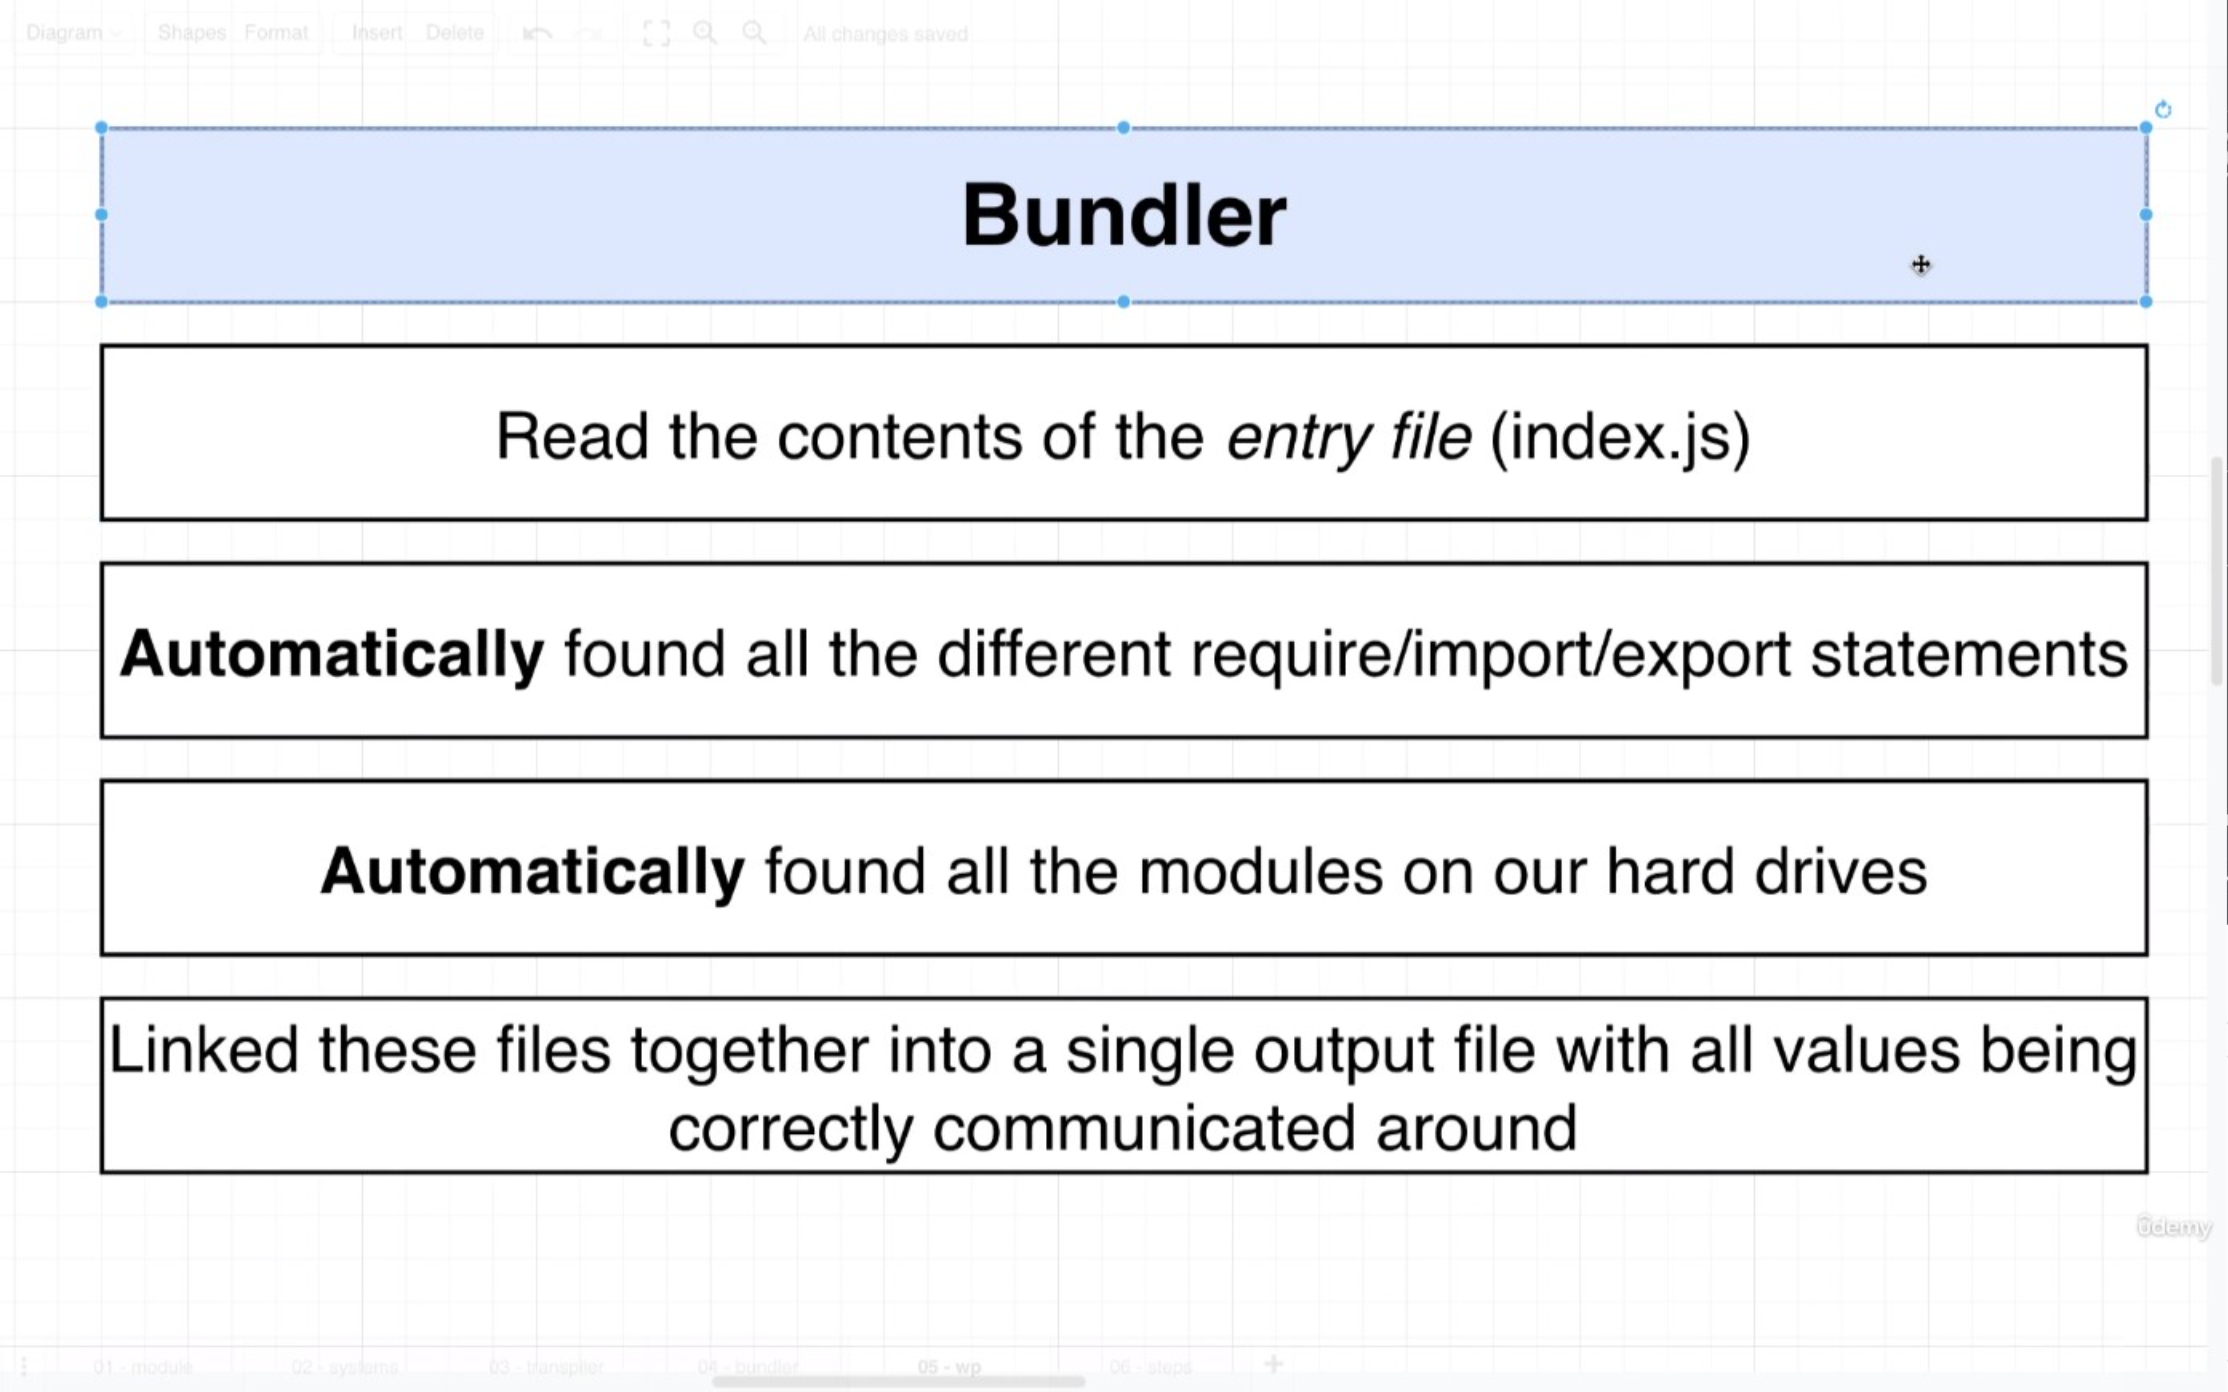 Diagram Shapes Format Insert Delete All changes saved
Bundler
Read the contents of the entry file (index.js)
Automatically found all the different require/import/export statements
Automatically found all the modules on our hard drives
Linked these files together into a single output file with all values being
correctly communicated around
ûdemy
01 - module 02 - systems 03 - transpiler 04 - bundler 05 - wp 06 - steps